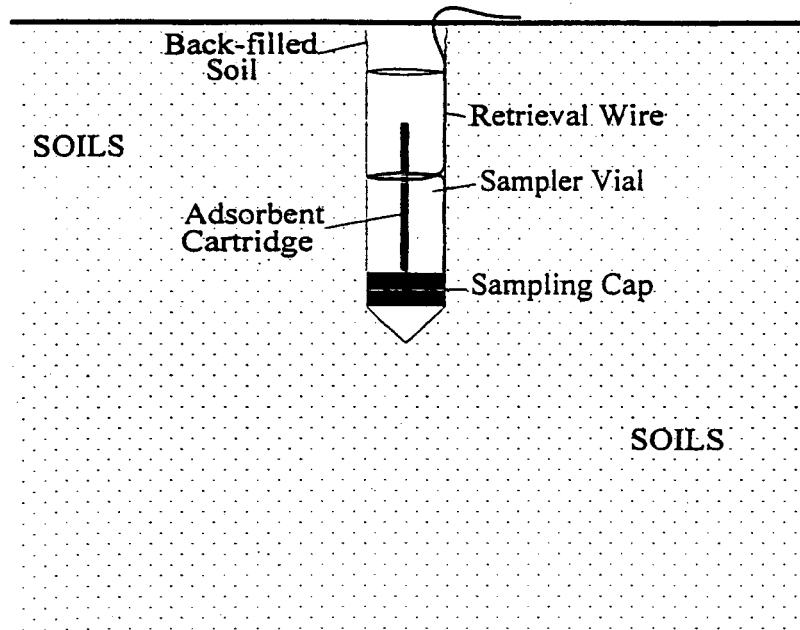 Back-filled
Soil
Retrieval Wire
SOILS
Sampler Vial
Adsorbent
Cartridge
Sampling Cap
SOILS